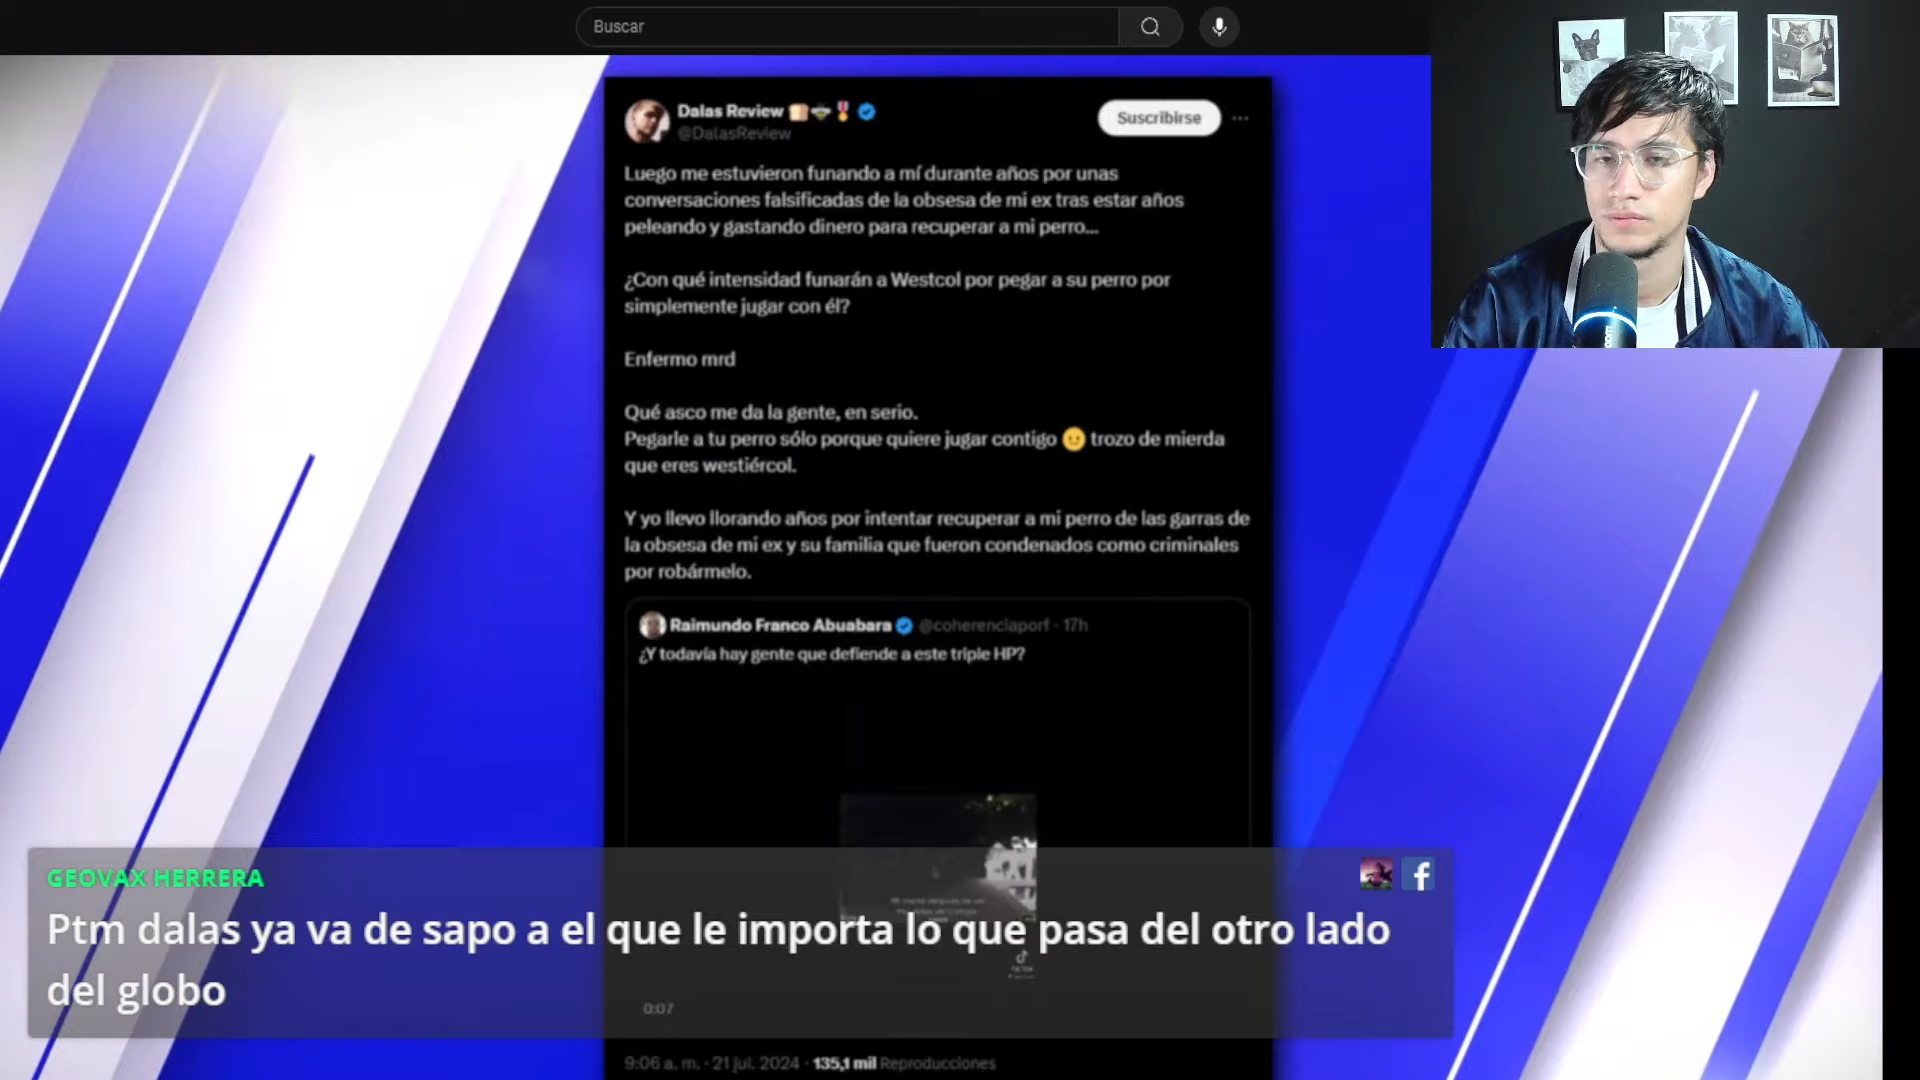 Buscar
Dalas Review
@DalasReview
Suscribirse
Luego me estuvieron funando a mí durante años por unas
conversaciones falsificadas de la obsesa de mi ex tras estar años
peleando y gastando dinero para recuperar a mi perro...
¿Con qué intensidad funarán a Westcol por pegar a su perro por
simplemente jugar con él?
Enfermo mrd
Qué asco me da la gente, en serio.
Pegarle a tu perro sólo porque quiere jugar contigo 😐 trozo de mierda
que eres westiércol.
Y yo llevo llorando años por intentar recuperar a mi perro de las garras de
la obsesa de mi ex y su familia que fueron condenados como criminales
por robármelo.
Raimundo Franco Abuabara @coherenciaporf · 17h
¿Y todavía hay gente que defiende a este triple HP?
GEOVAX HERRERA
Ptm dalas ya va de sapo a el que le importa lo que pasa del otro lado
del globo
0:07
9:06 a. m. · 21 jul. 2024 · 135,1 mil Reproducciones